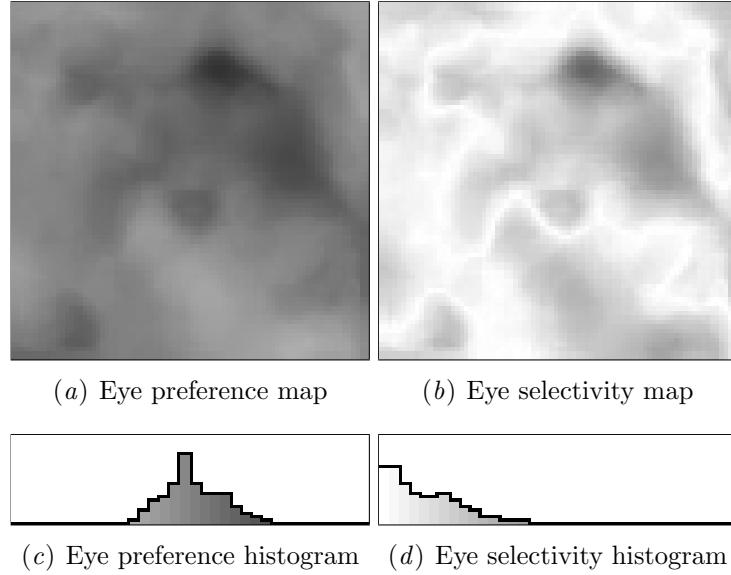 (a) Eye preference map
(b) Eye selectivity map
(c) Eye preference histogram
(d) Eye selectivity histogram